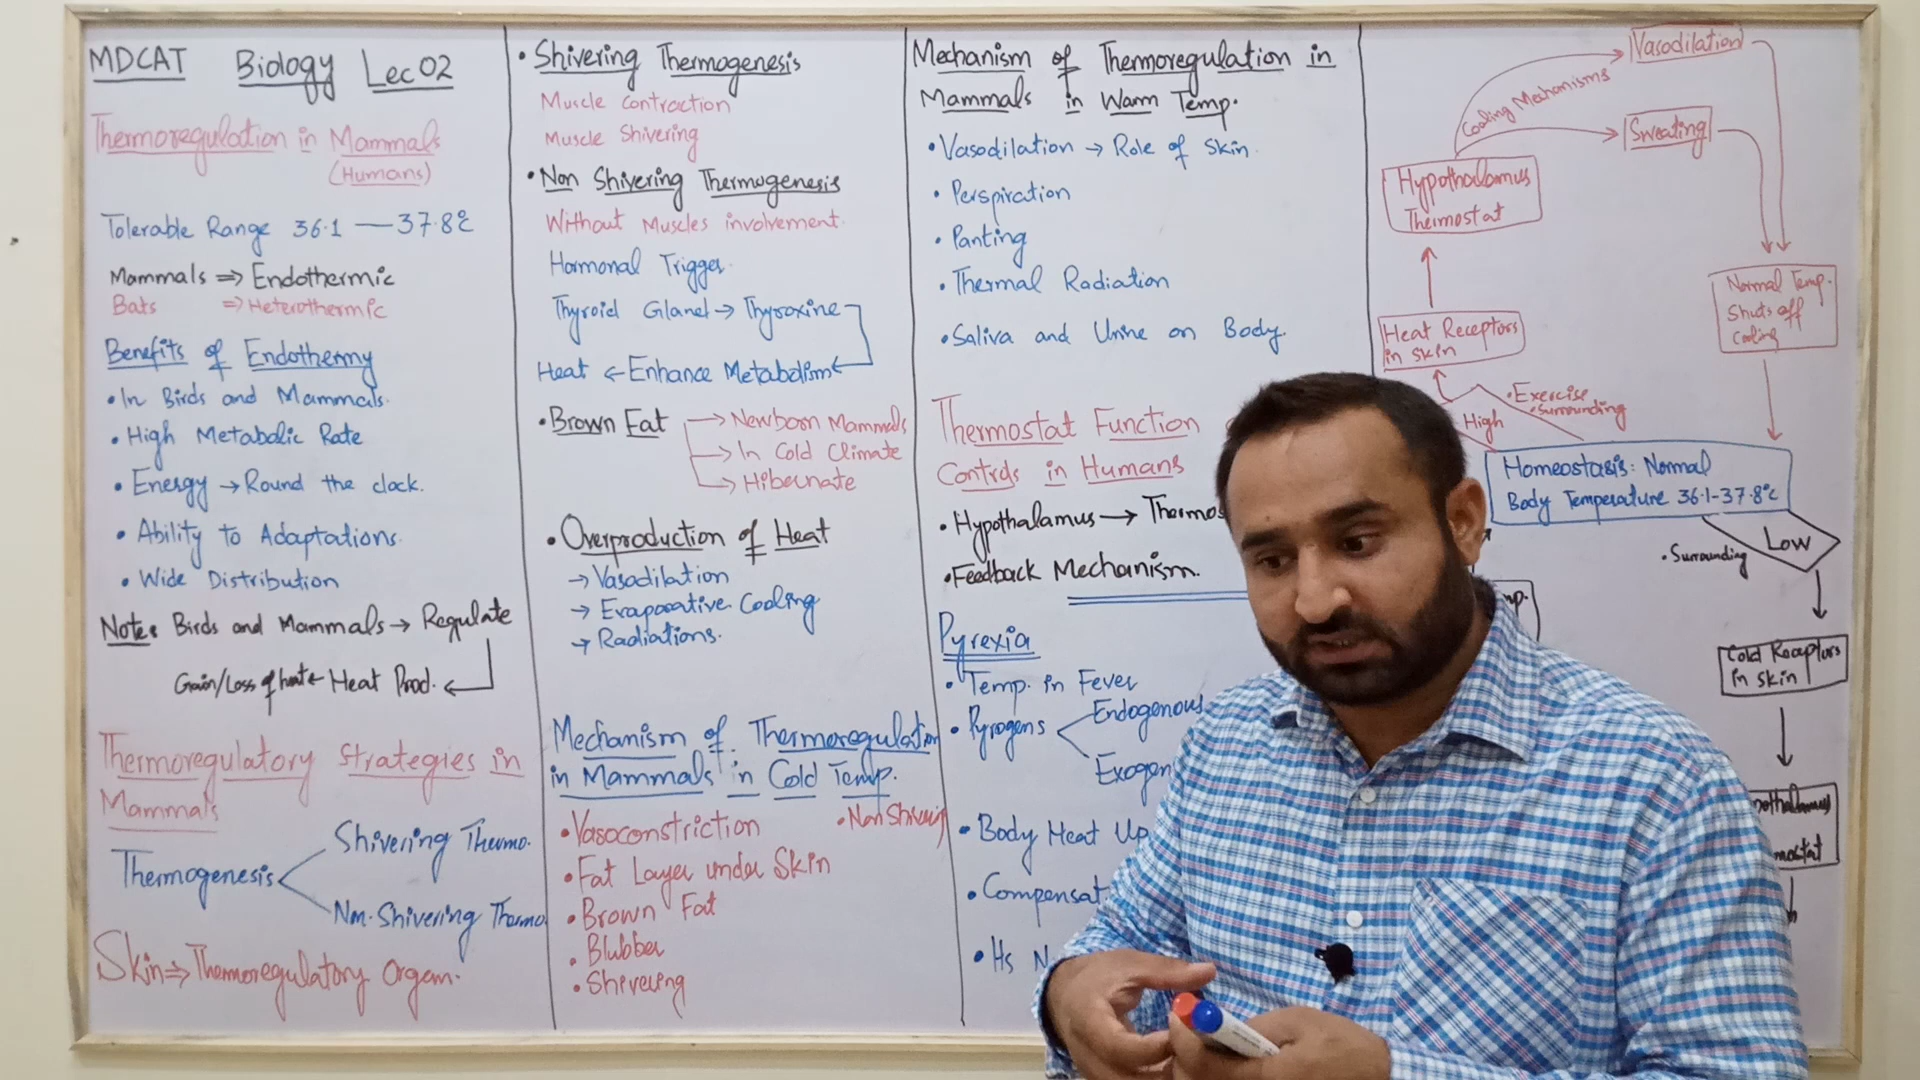 MDCAT Biology Lec 02
Thermoregulation in Mammals
(Humans)
Tolerable Range 36.1 — 37.8°C
Mammals ⇒ Endothermic
Bats ⇒ Heterothermic
Benefits of Endothermy
• In Birds and Mammals.
• High Metabolic Rate
• Energy → Round the clock.
• Ability To Adaptations.
• Wide Distribution
Note: Birds and Mammals → Regulate
Gain/Loss of heat ← Heat Prod. ←
Thermoregulatory Strategies in
Mammals
Thermogenesis
Shivering Thermo.
Non-Shivering Thermo.
Skin ⇒ Thermoregulatory Organ.
• Shivering Thermogenesis
Muscle contraction
Muscle Shivering
• Non Shivering Thermogenesis
Without Muscles involvement.
Hormonal Trigger.
Thyroid Gland → Thyroxine
Heat ← Enhance Metabolism ←
• Brown Fat
→ Newborn Mammals
→ In Cold Climate
→ Hibernate
• Overproduction of Heat
→ Vasodilation
→ Evaporative Cooling
→ Radiations.
Mechanism of Thermoregulation
in Mammals in Cold Temp.
• Vasoconstriction
• Non Shivering
• Fat Layer under Skin
• Brown Fat
• Blubber
• Shivering
Mechanism of Thermoregulation in
Mammals in Warm Temp.
• Vasodilation → Role of Skin.
• Perspiration
• Panting
• Thermal Radiation
• Saliva and Urine on Body
Thermostat Function
Controls in Humans
• Hypothalamus → Thermos
• Feedback Mechanism.
Pyrexia
• Temp. in Fever
• Pyrogens
Endogenous
Exogen
• Body Heat Up
• Compensat
• Hs N
Vasodilation
Cooling Mechanisms
Sweating
Hypothalamus
Thermostat
Normal Temp.
Shuts off
Cooling
Heat Receptors
in skin
• Exercise
• Surrounding
High
Homeostasis: Normal
Body Temperature 36.1-37.8°C
• Surrounding
Low
mp.
Cold Receptors
in skin
pothalamus
mostat